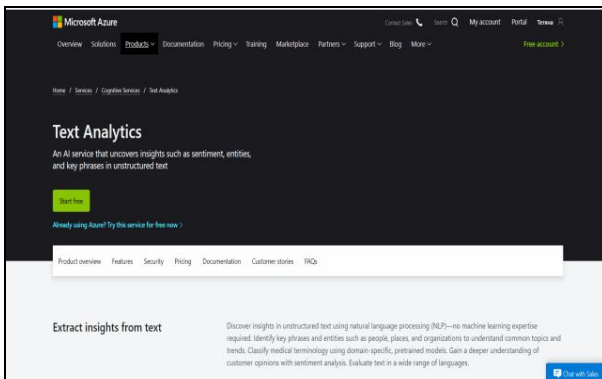 Microsoft Azure
Contact Sales Search My account Portal Тетяна
Overview Solutions Products Documentation Pricing Training Marketplace Partners Support Blog More Free account >
Home / Services / Cognitive Services / Text Analytics
Text Analytics
An AI service that uncovers insights such as sentiment, entities,
and key phrases in unstructured text
Start free
Already using Azure? Try this service for free now >
Product overview Features Security Pricing Documentation Customer stories FAQs
Extract insights from text
Discover insights in unstructured text using natural language processing (NLP)—no machine learning expertise
required. Identify key phrases and entities such as people, places, and organizations to understand common topics and
trends. Classify medical terminology using domain-specific, pretrained models. Gain a deeper understanding of
customer opinions with sentiment analysis. Evaluate text in a wide range of languages.
Chat with Sales